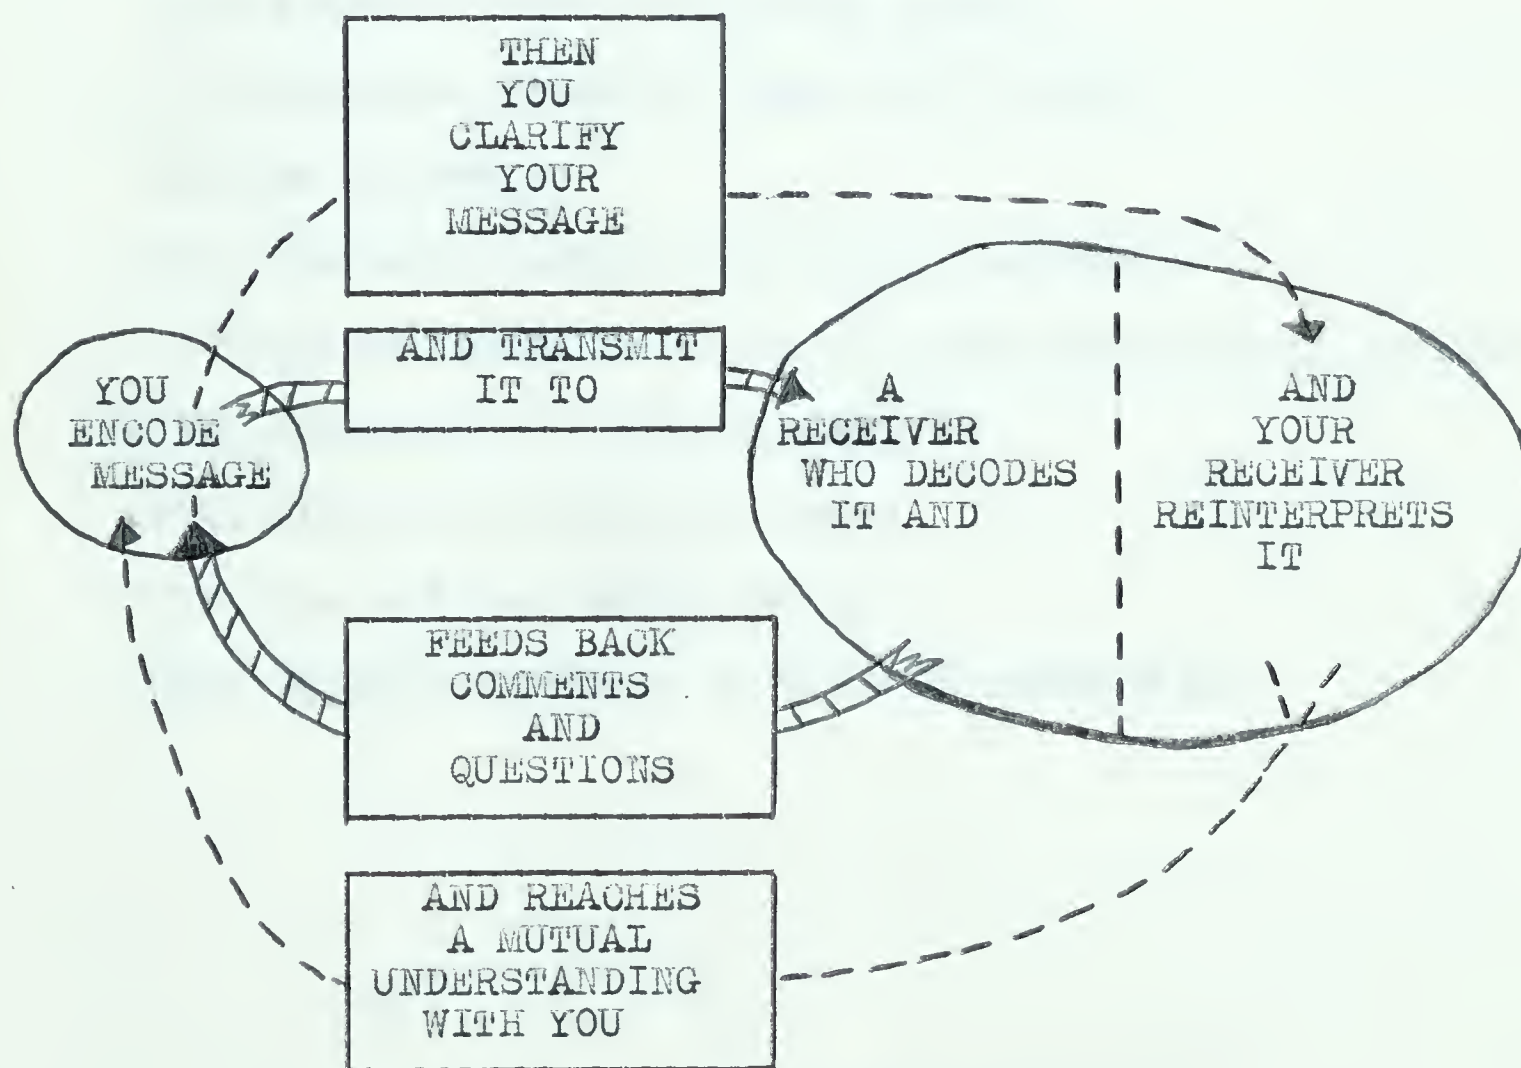 THEN
YOU
CLARIFY
YOUR
MESSAGE
AND TRANSMIT
IT TO
YOU
ENCODE
MESSAGE
A
RECEIVER
WHO DECODES
IT AND
AND
YOUR
RECEIVER
REINTERPRETS
IT
FEEDS BACK
COMMENTS
AND
QUESTIONS
AND REACHES
A MUTUAL
UNDERSTANDING
WITH YOU